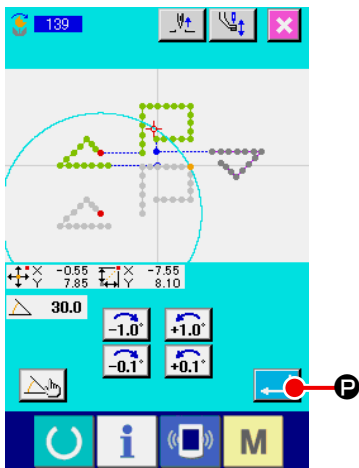 139
X -0.55 X -7.55
Y 7.85 Y 8.10
30.0
-1.0° +1.0°
-0.1° +0.1°
P
i M